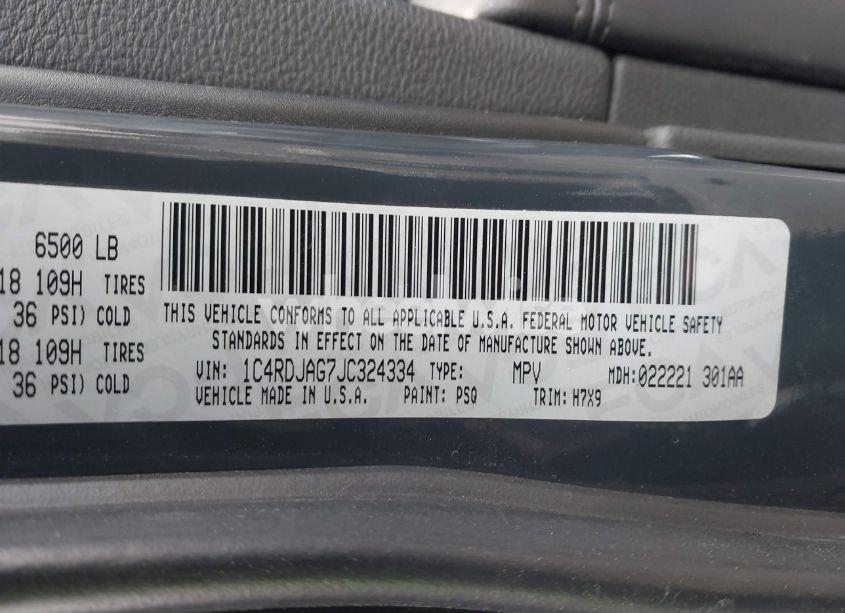 6500 LB
18 109H TIRES
36 PSI) COLD
18 109H TIRES
36 PSI) COLD
THIS VEHICLE CONFORMS TO ALL APPLICABLE U.S.A. FEDERAL MOTOR VEHICLE SAFETY
STANDARDS IN EFFECT ON THE DATE OF MANUFACTURE SHOWN ABOVE.
VIN: 1C4RDJAG7JC324334 TYPE: MPV MDH:022221 301AA
VEHICLE MADE IN U.S.A. PAINT: PSQ TRIM: H7X9